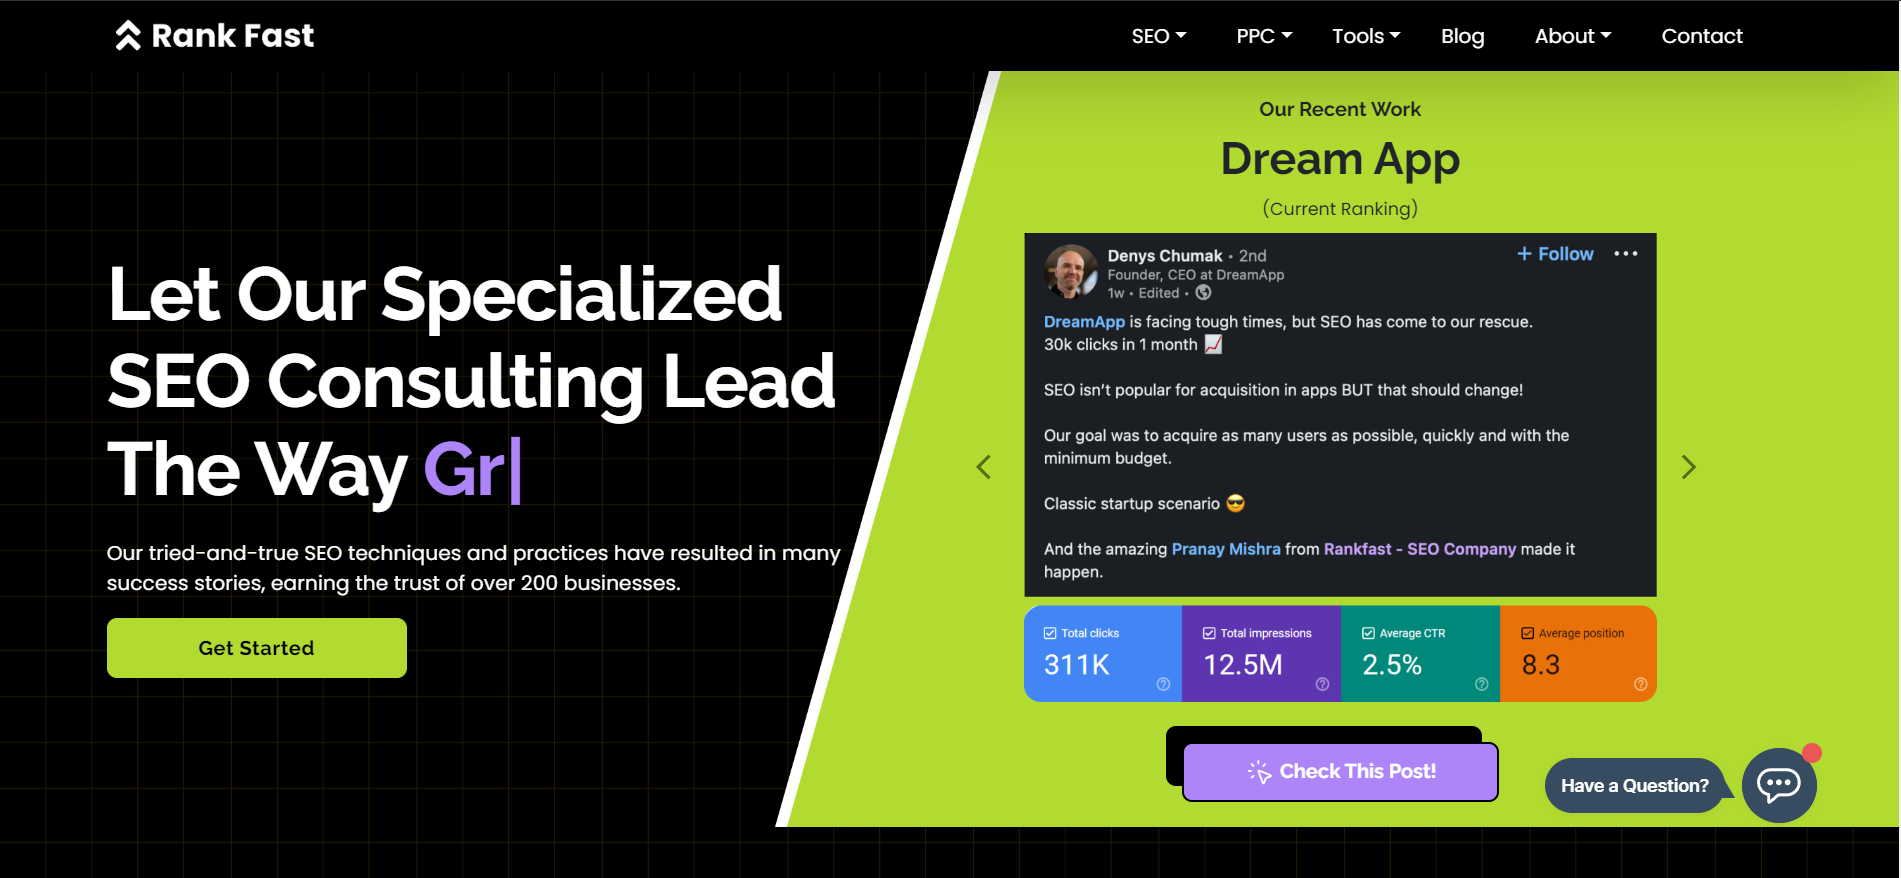 Rank Fast
SEO
PPC
Tools
Blog
About
Contact
Let Our Specialized
SEO Consulting Lead
The Way Gr|
Our tried-and-true SEO techniques and practices have resulted in many
success stories, earning the trust of over 200 businesses.
Get Started
Our Recent Work
Dream App
(Current Ranking)
Denys Chumak • 2nd
Founder, CEO at DreamApp
1w • Edited •
+ Follow
DreamApp is facing tough times, but SEO has come to our rescue.
30k clicks in 1 month 📈
SEO isn't popular for acquisition in apps BUT that should change!
Our goal was to acquire as many users as possible, quickly and with the
minimum budget.
Classic startup scenario 😎
And the amazing Pranay Mishra from Rankfast - SEO Company made it
happen.
Total clicks
311K
Total impressions
12.5M
Average CTR
2.5%
Average position
8.3
Check This Post!
Have a Question?